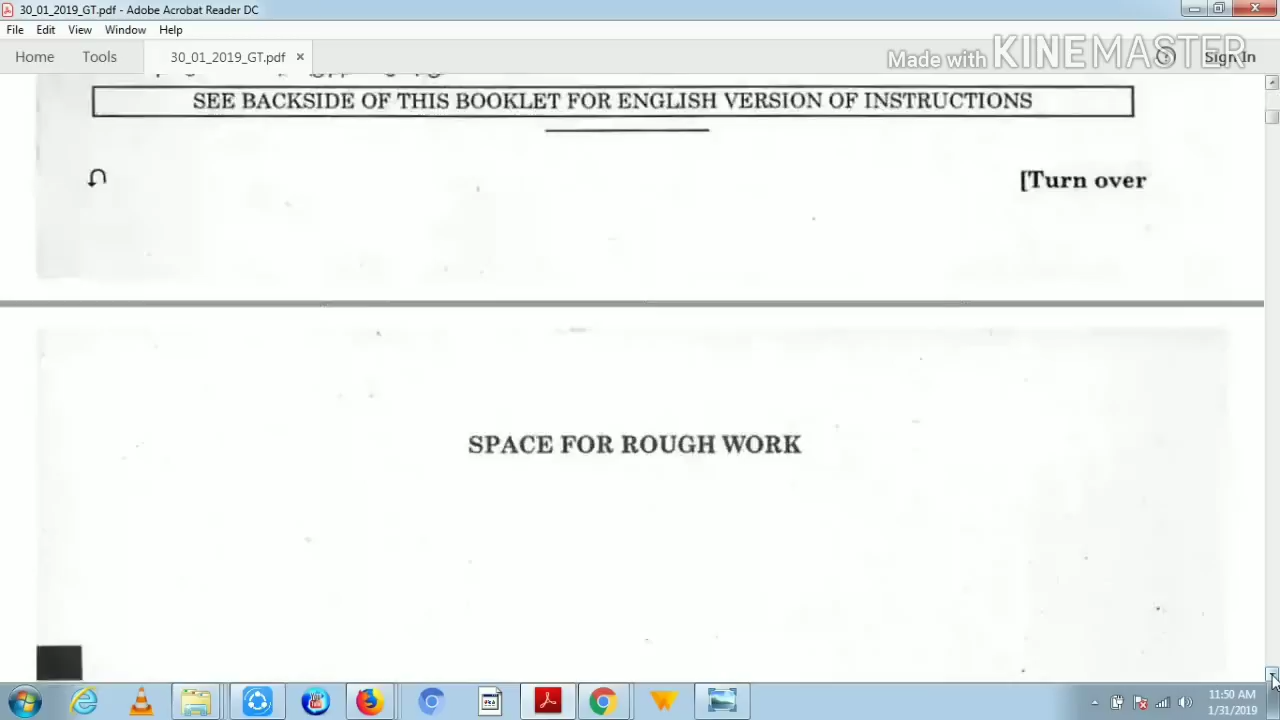 30_01_2019_GT.pdf - Adobe Acrobat Reader DC
File Edit View Window Help
Home Tools 30_01_2019_GT.pdf × Sign In
Made with KINEMASTER
SEE BACKSIDE OF THIS BOOKLET FOR ENGLISH VERSION OF INSTRUCTIONS
[Turn over
SPACE FOR ROUGH WORK
11:50 AM
1/31/2019